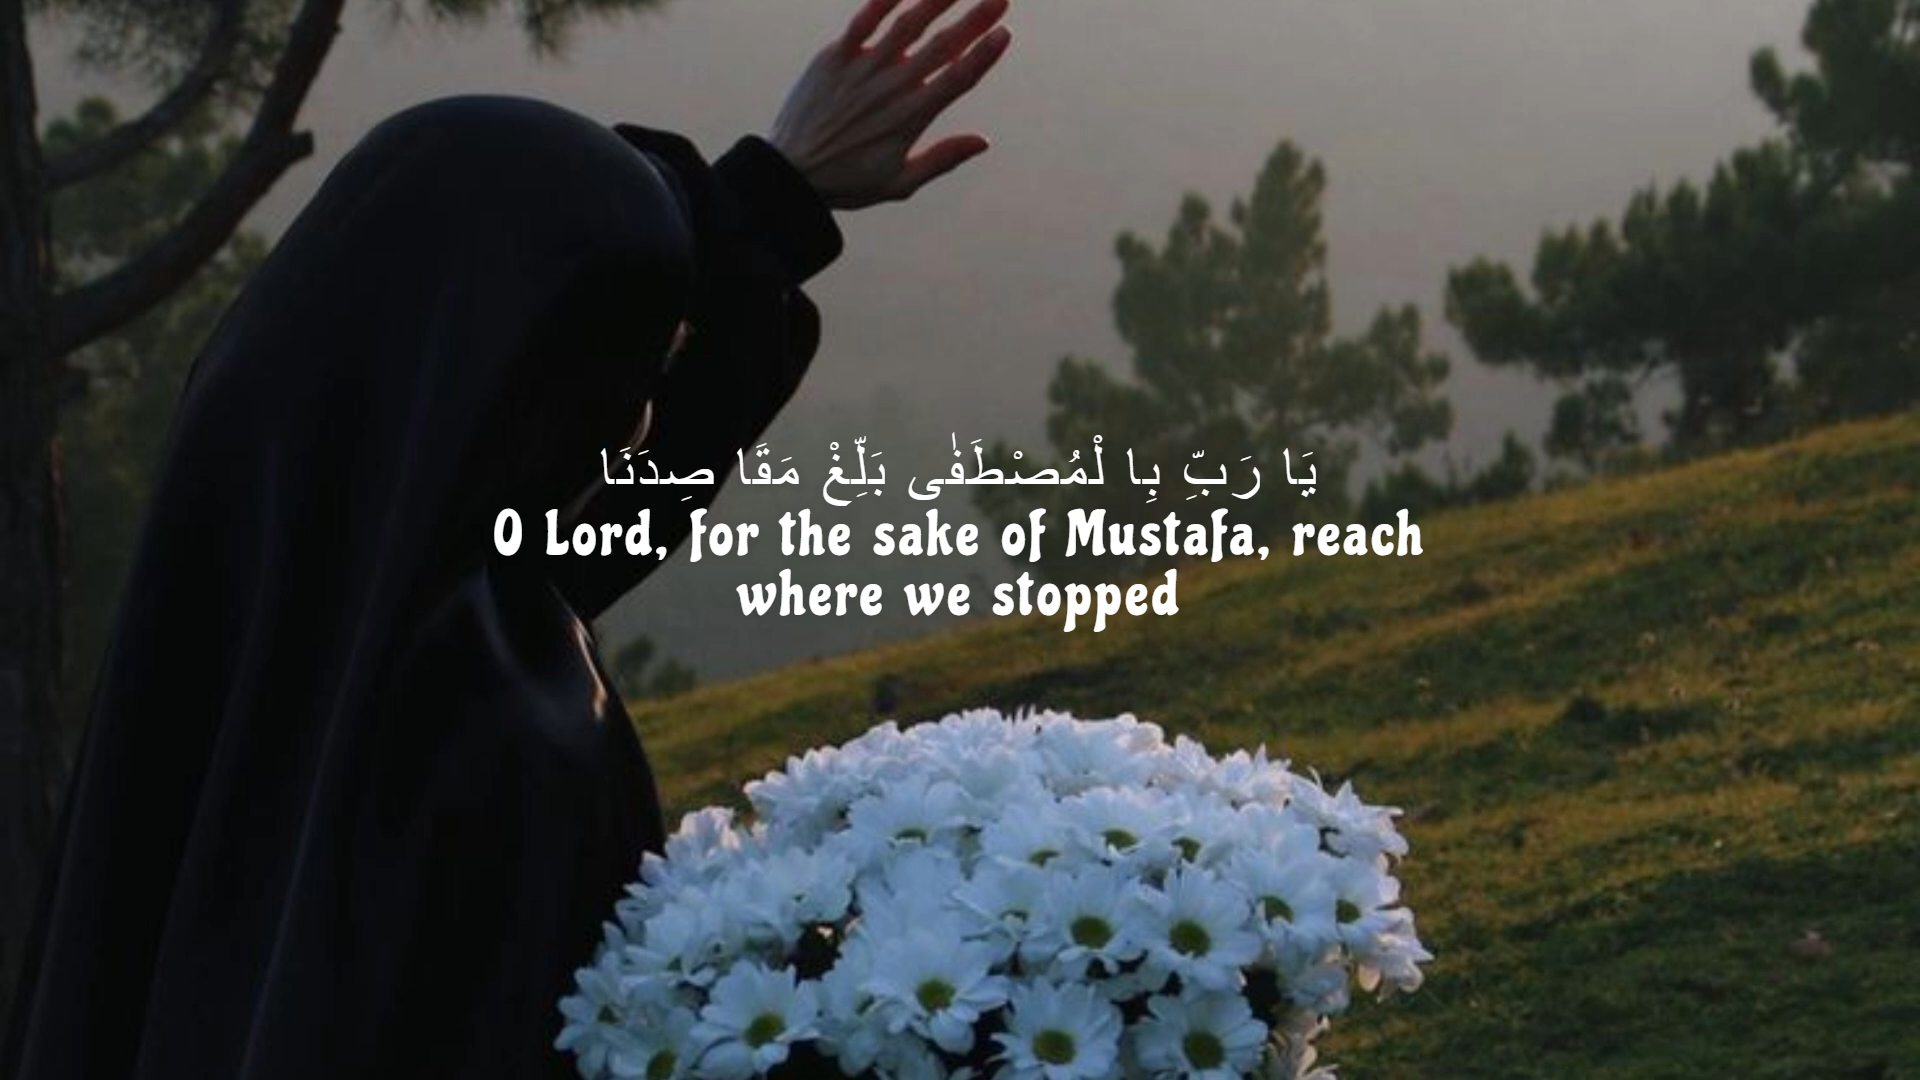 يَا رَبِّ بِا لْمُصْطَفٰى بَلِّغْ مَقَا صِدَنَا
O Lord, for the sake of Mustafa, reach
where we stopped